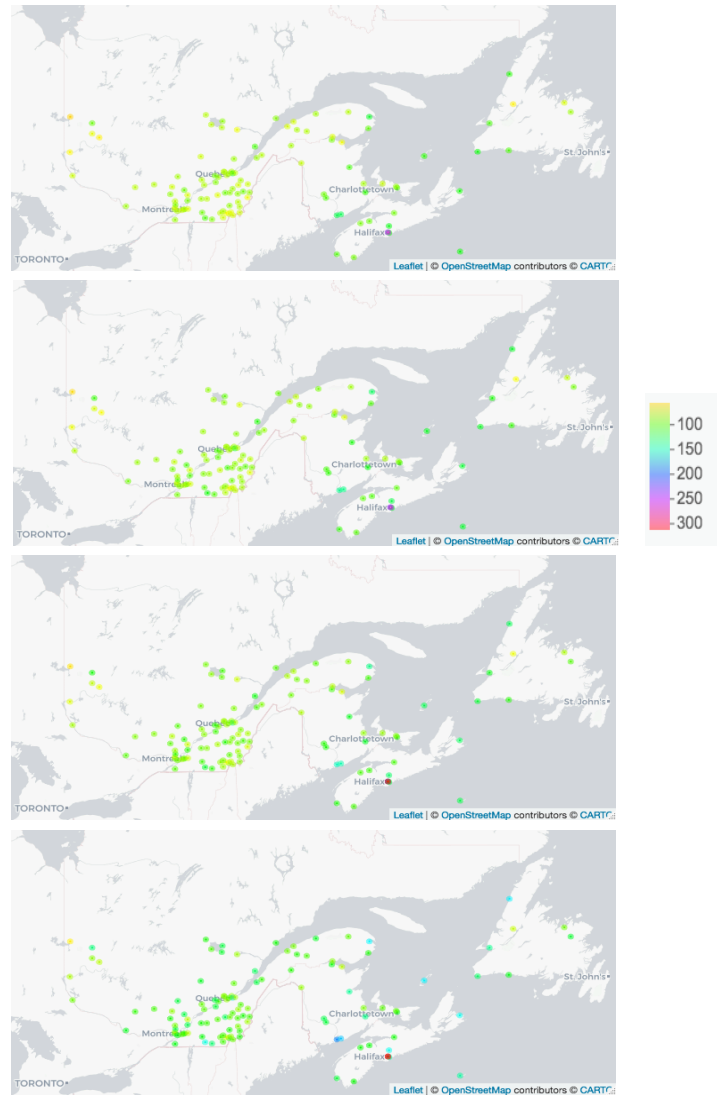 Quebec
Charlottetown
St. John's
Montreal
Halifax
TORONTO
Leaflet | © OpenStreetMap contributors © CARTO
Quebec
Charlottetown
St. John's
Montreal
Halifax
TORONTO
Leaflet | © OpenStreetMap contributors © CARTO
100
150
200
250
300
Quebec
Charlottetown
St. John's
Montreal
Halifax
TORONTO
Leaflet | © OpenStreetMap contributors © CARTO
Quebec
Charlottetown
St. John's
Montreal
Halifax
TORONTO
Leaflet | © OpenStreetMap contributors © CARTO